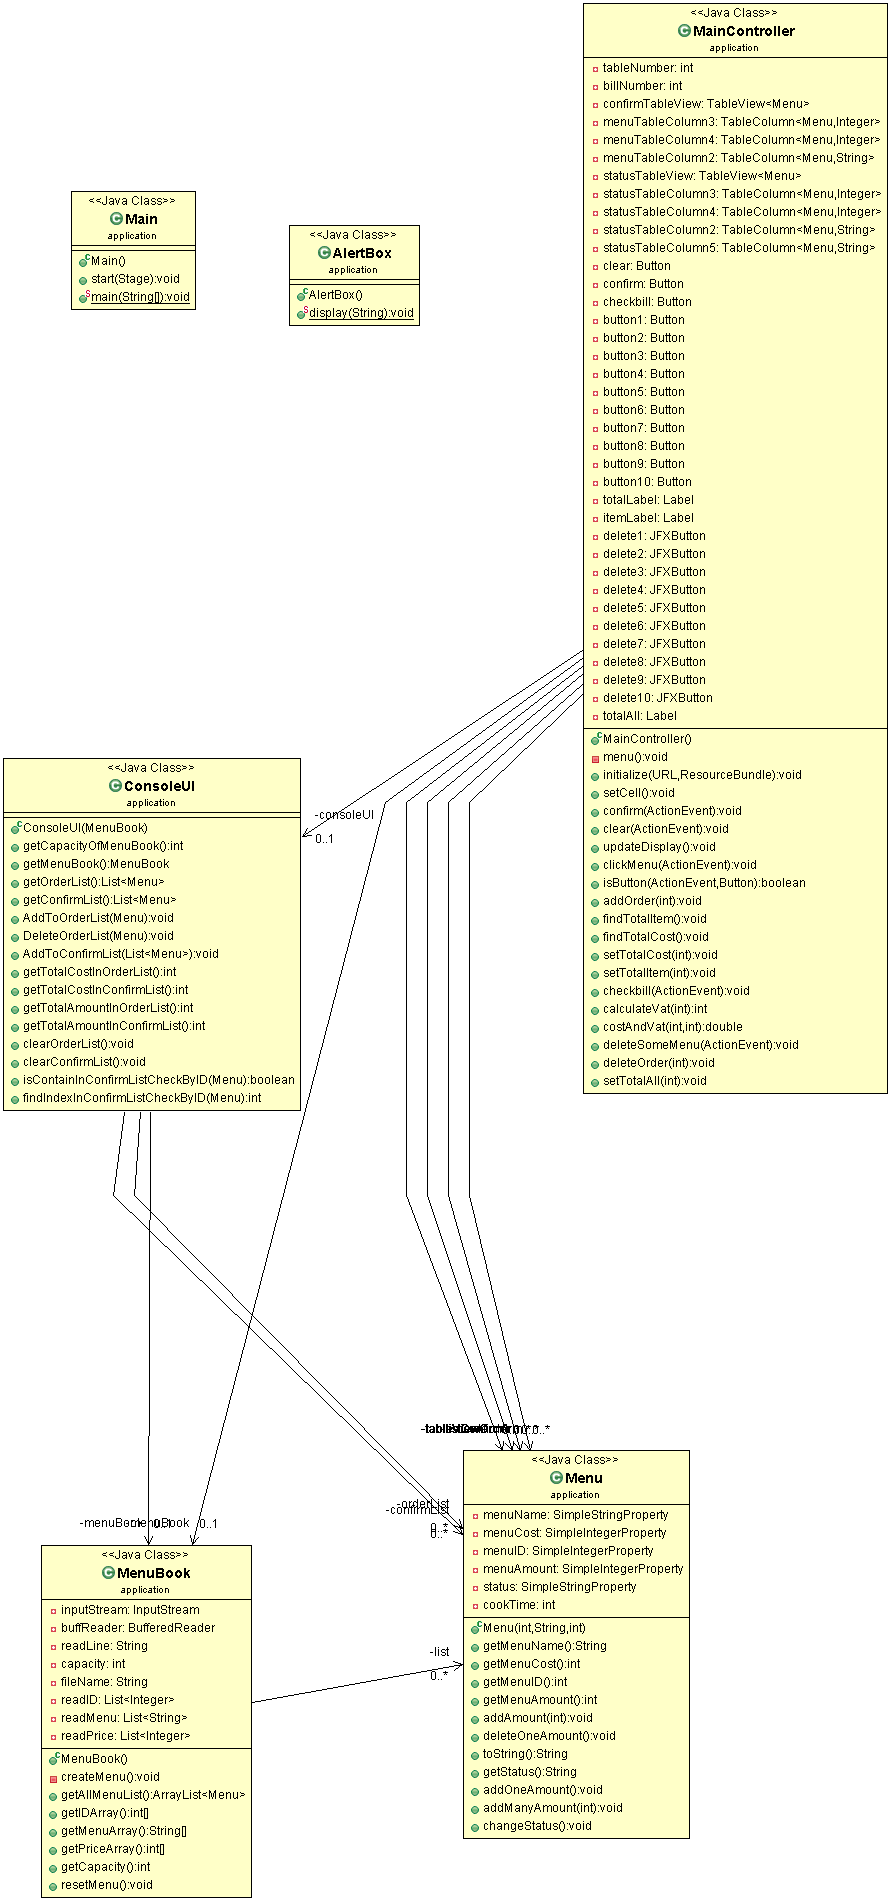 <<Java Class>>
MainController
application
tableNumber: int
billNumber: int
confirmTableView: TableView<Menu>
menuTableColumn3: TableColumn<Menu,Integer>
menuTableColumn4: TableColumn<Menu,Integer>
menuTableColumn2: TableColumn<Menu,String>
statusTableView: TableView<Menu>
statusTableColumn3: TableColumn<Menu,Integer>
statusTableColumn4: TableColumn<Menu,Integer>
statusTableColumn2: TableColumn<Menu,String>
statusTableColumn5: TableColumn<Menu,String>
clear: Button
confirm: Button
checkbill: Button
button1: Button
button2: Button
button3: Button
button4: Button
button5: Button
button6: Button
button7: Button
button8: Button
button9: Button
button10: Button
totalLabel: Label
itemLabel: Label
delete1: JFXButton
delete2: JFXButton
delete3: JFXButton
delete4: JFXButton
delete5: JFXButton
delete6: JFXButton
delete7: JFXButton
delete8: JFXButton
delete9: JFXButton
delete10: JFXButton
totalAll: Label
MainController()
menu():void
initialize(URL,ResourceBundle):void
setCell():void
confirm(ActionEvent):void
clear(ActionEvent):void
updateDisplay():void
clickMenu(ActionEvent):void
isButton(ActionEvent,Button):boolean
addOrder(int):void
findTotalItem():void
findTotalCost():void
setTotalCost(int):void
setTotalItem(int):void
checkbill(ActionEvent):void
calculateVat(int):int
costAndVat(int,int):double
deleteSomeMenu(ActionEvent):void
deleteOrder(int):void
setTotalAll(int):void
<<Java Class>>
Main
application
Main()
start(Stage):void
main(String[]):void
<<Java Class>>
AlertBox
application
AlertBox()
display(String):void
<<Java Class>>
ConsoleUI
application
ConsoleUI(MenuBook)
getCapacityOfMenuBook():int
getMenuBook():MenuBook
getOrderList():List<Menu>
getConfirmList():List<Menu>
AddToOrderList(Menu):void
DeleteOrderList(Menu):void
AddToConfirmList(List<Menu>):void
getTotalCostInOrderList():int
getTotalCostInConfirmList():int
getTotalAmountInOrderList():int
getTotalAmountInConfirmList():int
clearOrderList():void
clearConfirmList():void
isContainInConfirmListCheckByID(Menu):boolean
findIndexInConfirmListCheckByID(Menu):int
-consoleUI
0..1
-orderList
-confirmList
0..*
0..*
0..*
0..1
0..1
<<Java Class>>
MenuBook
application
inputStream: InputStream
buffReader: BufferedReader
readLine: String
capacity: int
fileName: String
readID: List<Integer>
readMenu: List<String>
readPrice: List<Integer>
MenuBook()
createMenu():void
getAllMenuList():ArrayList<Menu>
getIDArray():int[]
getMenuArray():String[]
getPriceArray():int[]
getCapacity():int
resetMenu():void
-list
0..*
<<Java Class>>
Menu
application
menuName: SimpleStringProperty
menuCost: SimpleIntegerProperty
menuID: SimpleIntegerProperty
menuAmount: SimpleIntegerProperty
status: SimpleStringProperty
cookTime: int
Menu(int,String,int)
getMenuName():String
getMenuCost():int
getMenuID():int
getMenuAmount():int
addAmount(int):void
deleteOneAmount():void
toString():String
getStatus():String
addOneAmount():void
addManyAmount(int):void
changeStatus():void